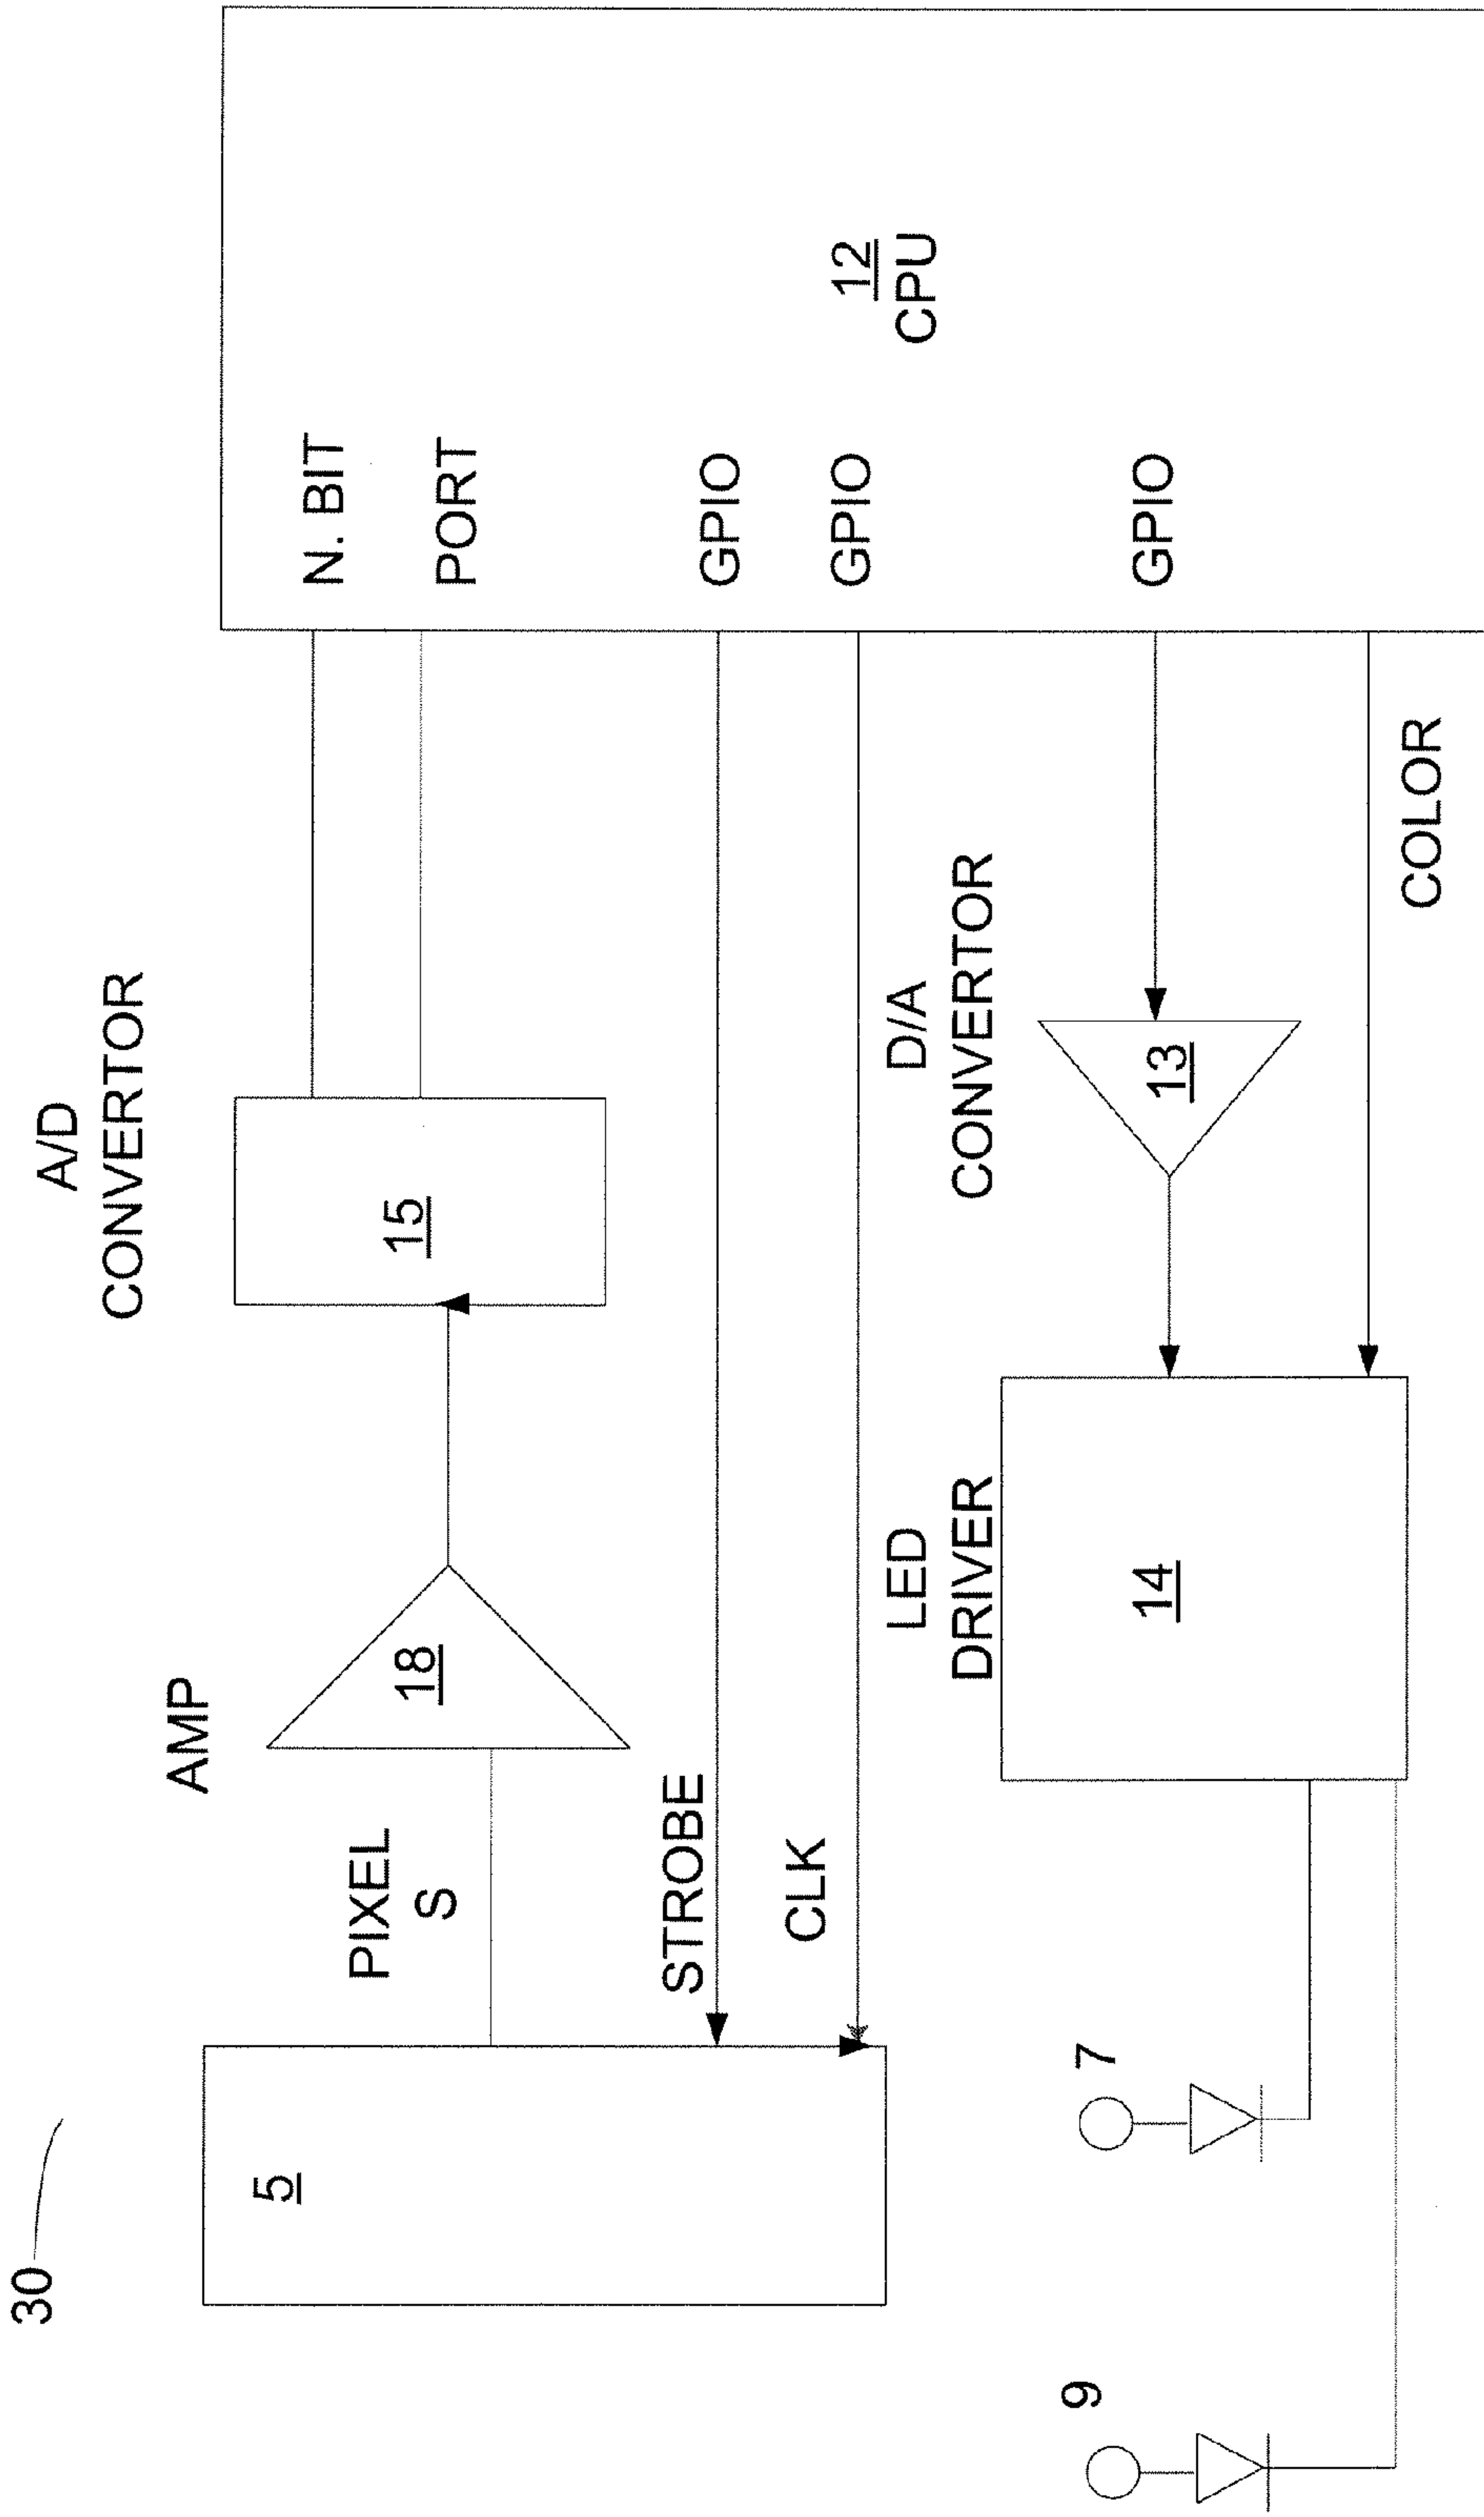 30
A/D
CONVERTOR
AMP
N. BIT
15
PIXEL
S
18
PORT
5
STROBE
GPIO
CLK
GPIO
12
CPU
LED
DRIVER
D/A
CONVERTOR
9
7
14
13
GPIO
COLOR